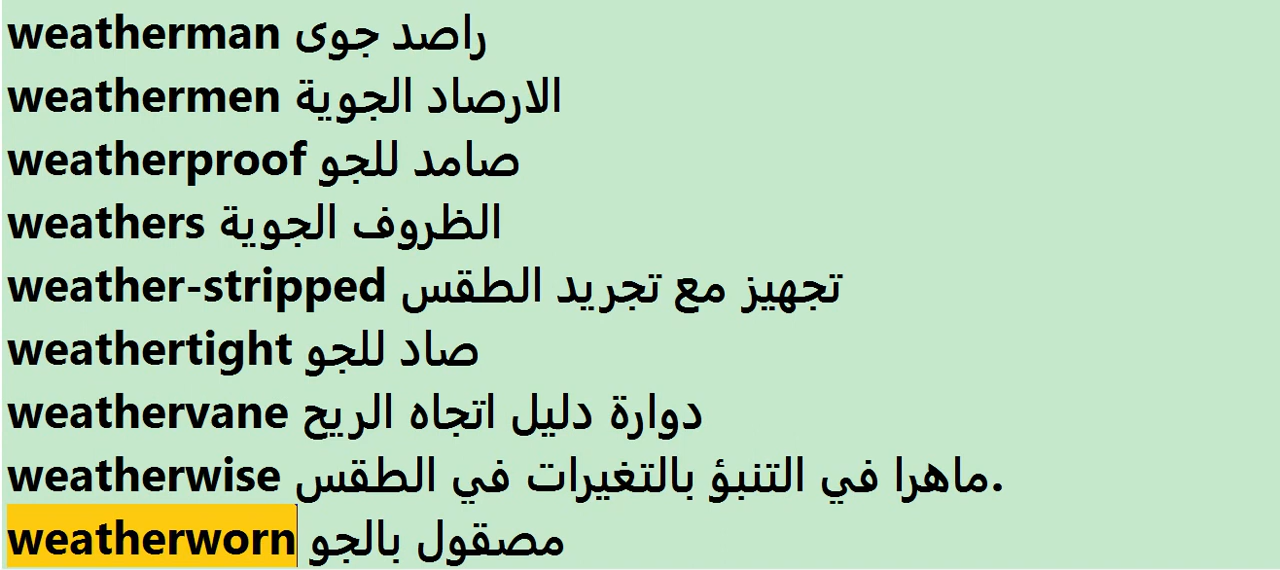 weatherman راصد جوى
weathermen الارصاد الجوية
weatherproof صامد للجو
weathers الظروف الجوية
weather-stripped تجهيز مع تجريد الطقس
weathertight صاد للجو
weathervane دوارة دليل اتجاه الريح
weatherwise ماهرا في التنبؤ بالتغيرات في الطقس.
weatherworn مصقول بالجو